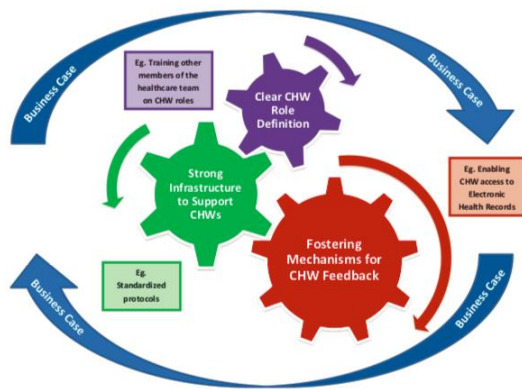 Business Case
Business Case
Eg. Training other
members of the
healthcare team
on CHW roles
Clear CHW
Role
Definition
Strong
Infrastructure
to Support
CHWs
Eg. Enabling
CHW access to
Electronic
Health Records
Fostering
Mechanisms for
CHW Feedback
Eg.
Standardized
protocols
Business Case
Business Case